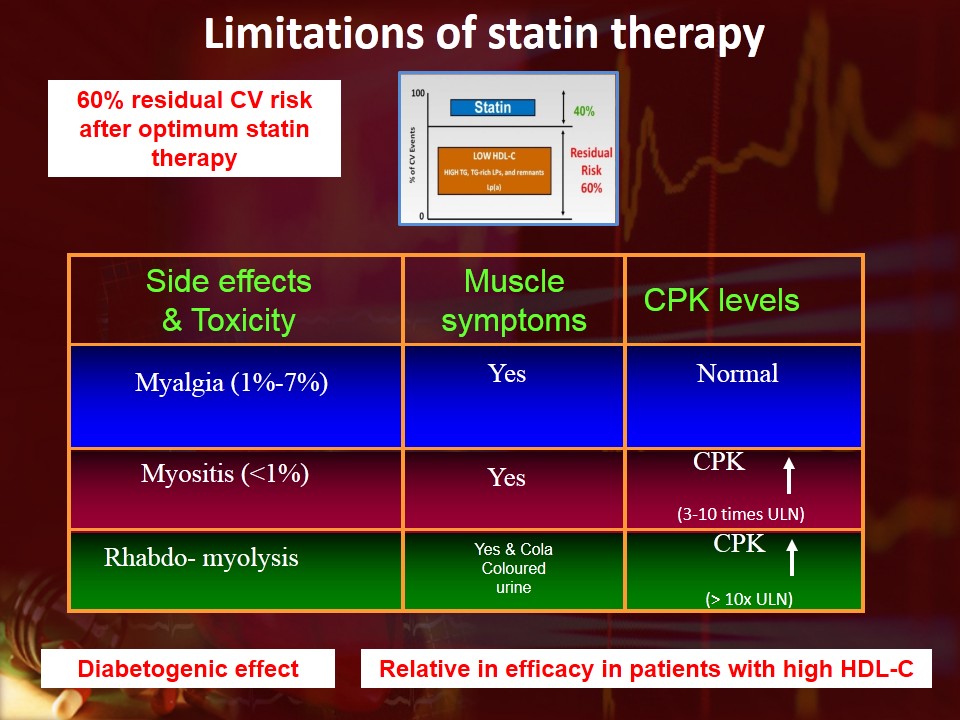 Limitations of statin therapy
60% residual CV risk
after optimum statin
therapy
100
% of CV Events
0
Statin
40%
LOW HDL-C
HIGH TG, TG-rich LPs, and remnants
Lp(a)
Residual
Risk
60%
Side effects
& Toxicity
Muscle
symptoms
CPK levels
Myalgia (1%-7%)
Yes
Normal
Myositis (<1%)
Yes
CPK
(3-10 times ULN)
Rhabdo- myolysis
Yes & Cola
Coloured
urine
CPK
(> 10x ULN)
Diabetogenic effect
Relative in efficacy in patients with high HDL-C